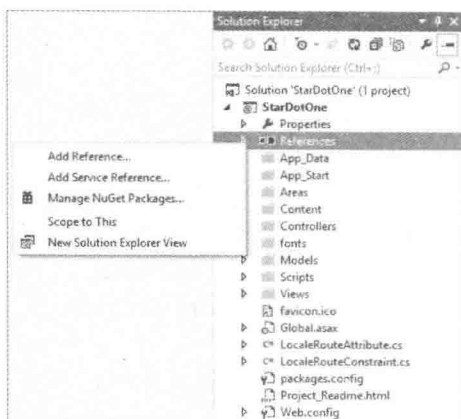 Solution Explorer
Search Solution Explorer (Ctrl+;)
Solution 'StarDotOne' (1 project)
StarDotOne
Properties
References
App_Data
App_Start
Areas
Content
Controllers
fonts
Models
Scripts
Views
favicon.ico
Global.asax
LocaleRouteAttribute.cs
LocaleRouteConstraint.cs
packages.config
Project_Readme.html
Web.config
Add Reference...
Add Service Reference...
Manage NuGet Packages...
Scope to This
New Solution Explorer View